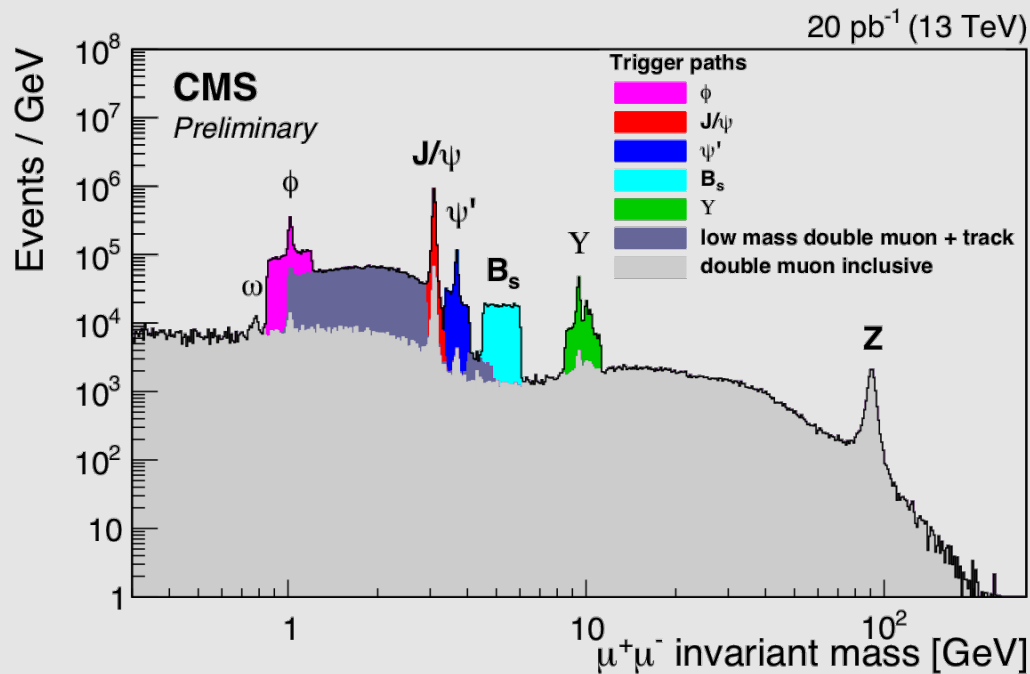 20 pb⁻¹ (13 TeV)
Events / GeV
10⁸
10⁷
10⁶
10⁵
10⁴
10³
10²
10
1
CMS
Preliminary
Trigger paths
ϕ
J/ψ
ψ'
Bₛ
Υ
low mass double muon + track
double muon inclusive
ω
ϕ
J/ψ
ψ'
Bₛ
Υ
Z
1
10
10²
μ⁺μ⁻ invariant mass [GeV]